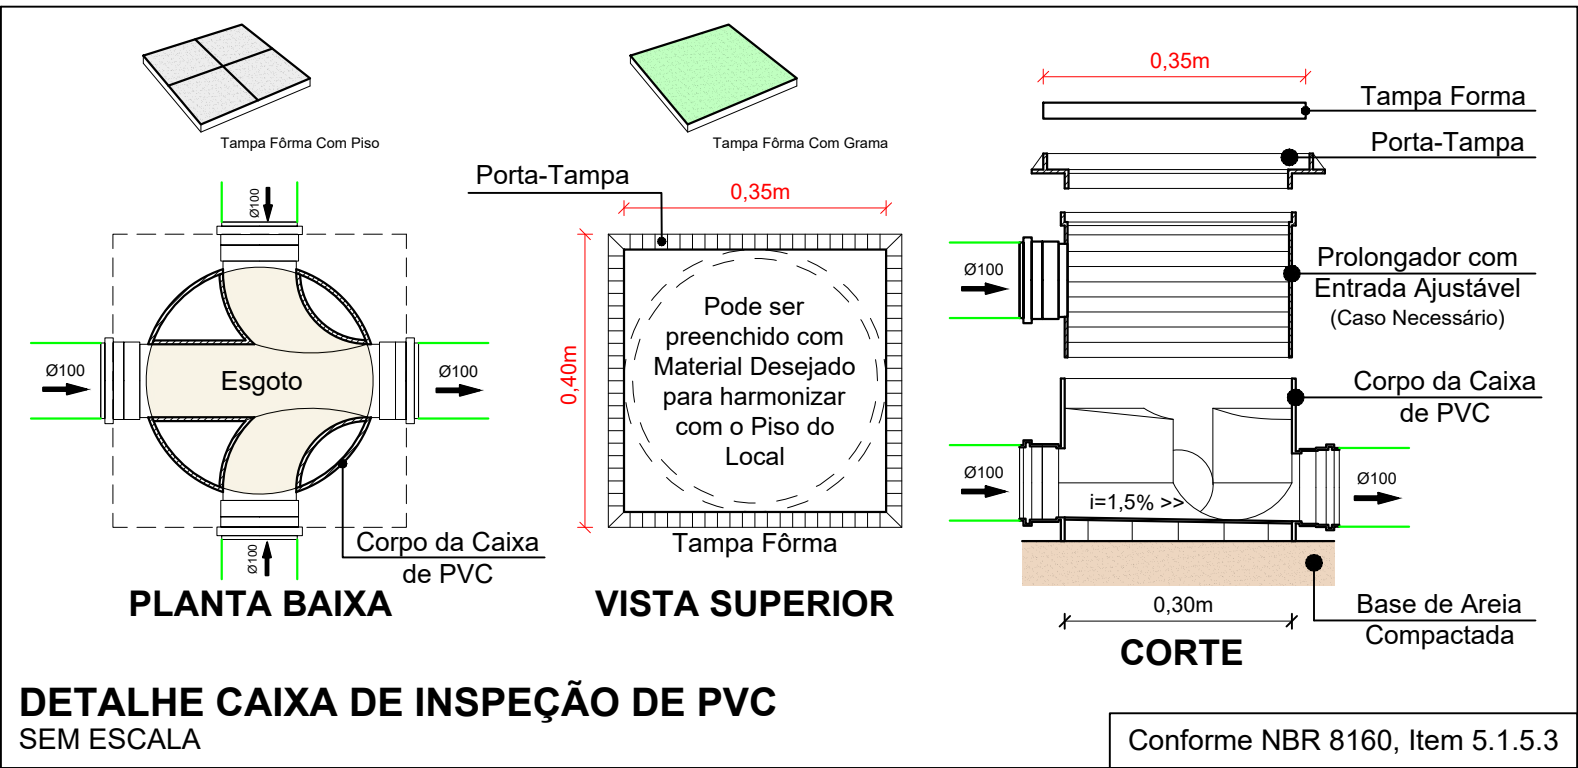 Tampa Fôrma Com Piso
Ø100
Ø100
Esgoto
Ø100
Ø100
Corpo da Caixa
de PVC
PLANTA BAIXA
Tampa Fôrma Com Grama
Porta-Tampa
0,35m
0,40m
Pode ser
preenchido com
Material Desejado
para harmonizar
com o Piso do
Local
Tampa Fôrma
VISTA SUPERIOR
0,35m
Tampa Forma
Porta-Tampa
Ø100
Prolongador com
Entrada Ajustável
(Caso Necessário)
Corpo da Caixa
de PVC
Ø100
i=1,5% >>
Ø100
0,30m
Base de Areia
Compactada
CORTE
DETALHE CAIXA DE INSPEÇÃO DE PVC
SEM ESCALA
Conforme NBR 8160, Item 5.1.5.3